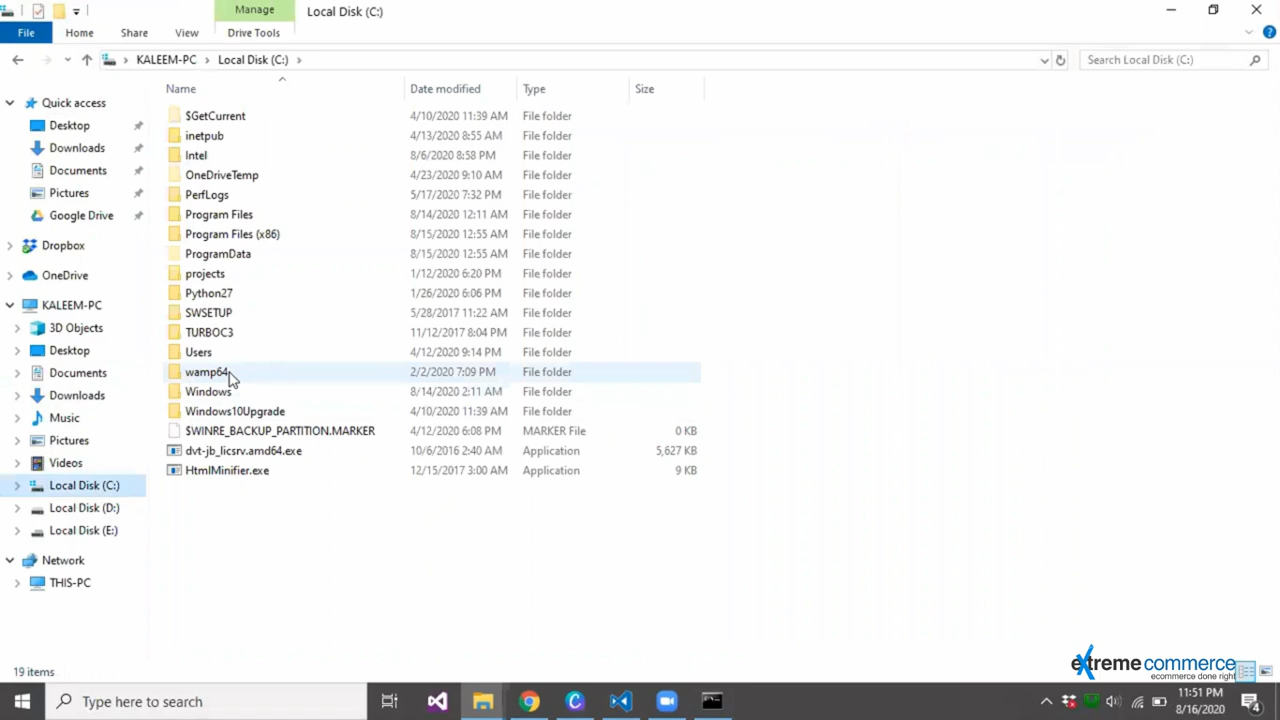 Manage
Local Disk (C:)
File
Home
Share
View
Drive Tools
KALEEM-PC
Local Disk (C:)
Search Local Disk (C:)
Name
Date modified
Type
Size
Quick access
Desktop
Downloads
Documents
Pictures
Google Drive
Dropbox
OneDrive
KALEEM-PC
3D Objects
Desktop
Documents
Downloads
Music
Pictures
Videos
Local Disk (C:)
Local Disk (D:)
Local Disk (E:)
Network
THIS-PC
$GetCurrent 4/10/2020 11:39 AM File folder
inetpub 4/13/2020 8:55 AM File folder
Intel 8/6/2020 8:58 PM File folder
OneDriveTemp 4/23/2020 9:10 AM File folder
PerfLogs 5/17/2020 7:32 PM File folder
Program Files 8/14/2020 12:11 AM File folder
Program Files (x86) 8/15/2020 12:55 AM File folder
ProgramData 8/15/2020 12:55 AM File folder
projects 1/12/2020 6:20 PM File folder
Python27 1/26/2020 6:06 PM File folder
SWSETUP 5/28/2017 11:22 AM File folder
TURBOC3 11/12/2017 8:04 PM File folder
Users 4/12/2020 9:14 PM File folder
wamp64 2/2/2020 7:09 PM File folder
Windows 8/14/2020 2:11 AM File folder
Windows10Upgrade 4/10/2020 11:39 AM File folder
$WINRE_BACKUP_PARTITION.MARKER 4/12/2020 6:08 PM MARKER File 0 KB
dvt-jb_licsrv.amd64.exe 10/6/2016 2:40 AM Application 5,627 KB
HtmlMinifier.exe 12/15/2017 3:00 AM Application 9 KB
19 items
extreme commerce
ecommerce done right
Type here to search
11:51 PM
8/16/2020
4